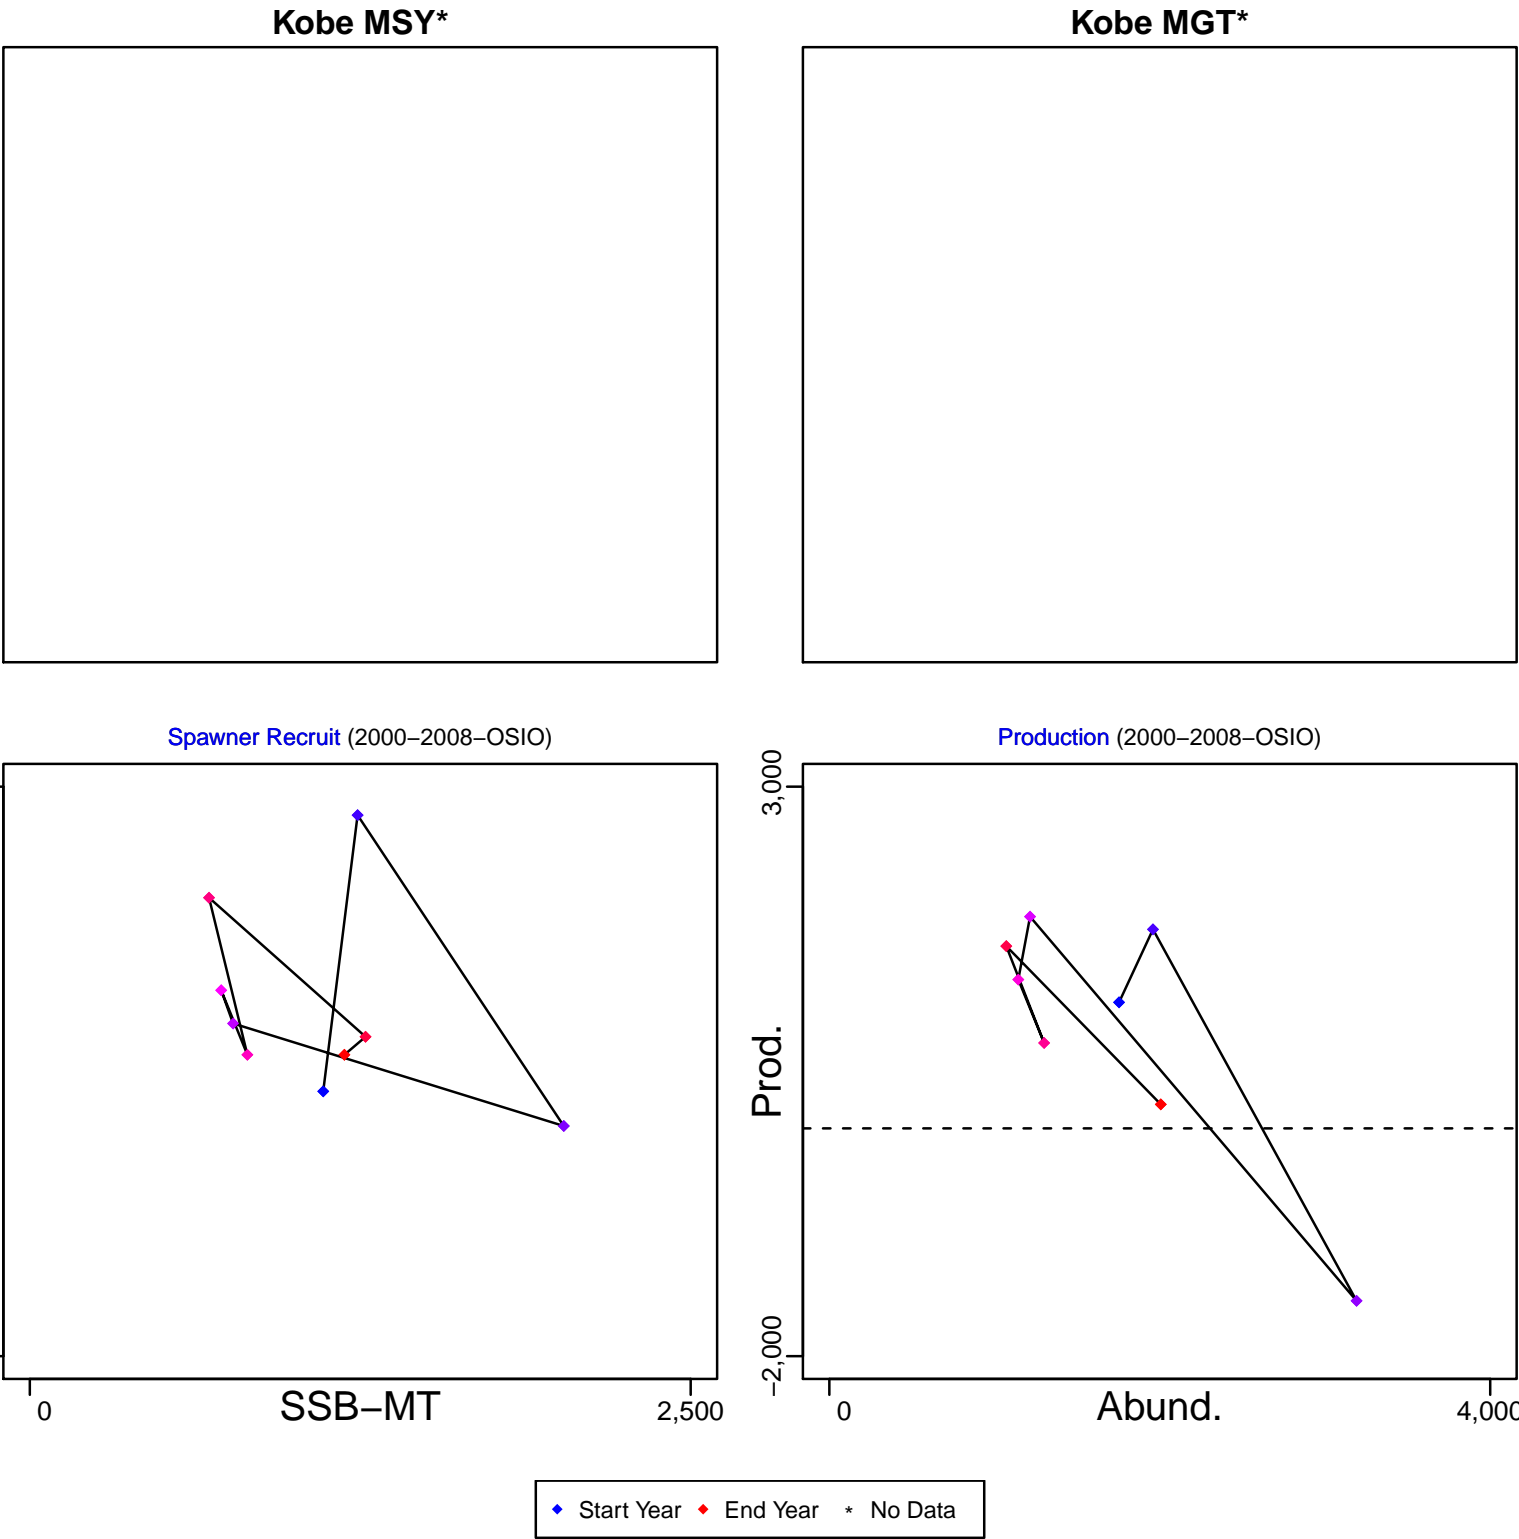 Kobe MSY*
Kobe MGT*
Spawner Recruit (2000−2008−OSIO)
Production (2000−2008−OSIO)
3,000
Prod.
−2,000
0
SSB−MT
2,500
0
Abund.
4,000
Start Year
End Year
* No Data